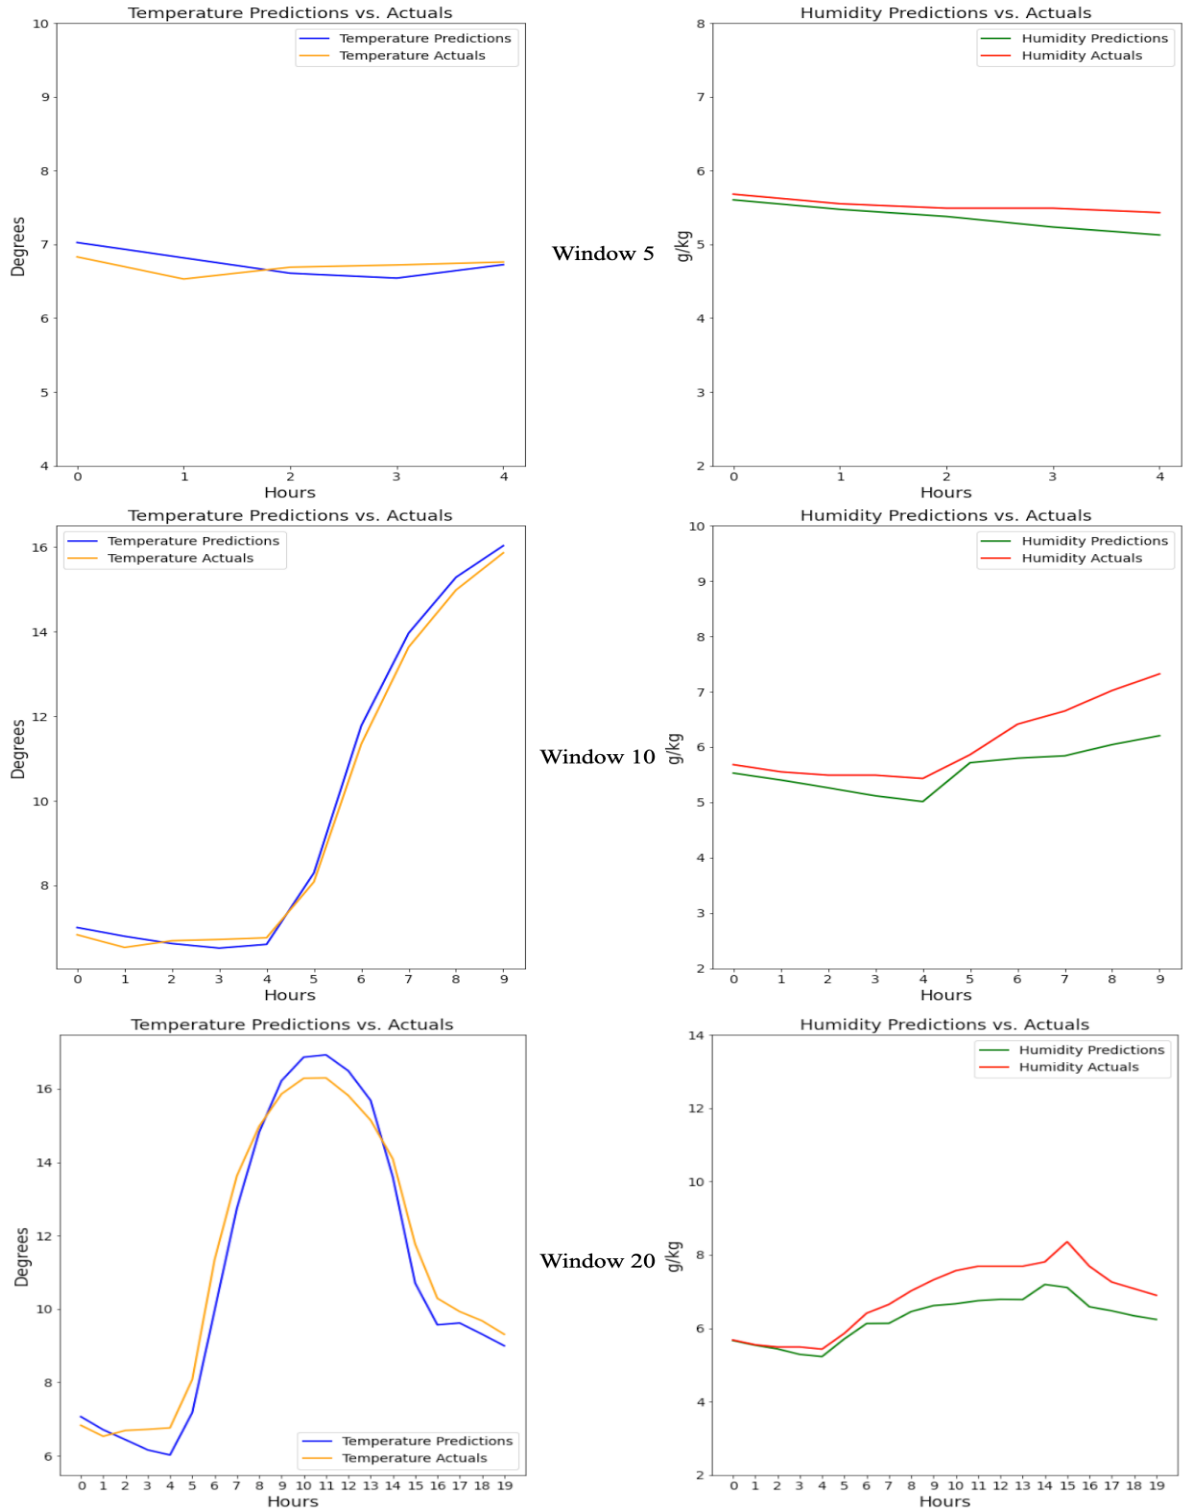 Temperature Predictions vs. Actuals
Temperature Predictions
Temperature Actuals
10
9
8
7
6
5
4
Degrees
0 1 2 3 4
Hours
Window 5
Humidity Predictions vs. Actuals
Humidity Predictions
Humidity Actuals
8
7
6
5
4
3
2
g/kg
0 1 2 3 4
Hours
Temperature Predictions vs. Actuals
Temperature Predictions
Temperature Actuals
16
14
12
10
8
Degrees
0 1 2 3 4 5 6 7 8 9
Hours
Window 10
Humidity Predictions vs. Actuals
Humidity Predictions
Humidity Actuals
10
9
8
7
6
5
4
3
2
g/kg
0 1 2 3 4 5 6 7 8 9
Hours
Temperature Predictions vs. Actuals
16
14
12
10
8
6
Degrees
Temperature Predictions
Temperature Actuals
0 1 2 3 4 5 6 7 8 9 10 11 12 13 14 15 16 17 18 19
Hours
Window 20
Humidity Predictions vs. Actuals
Humidity Predictions
Humidity Actuals
14
12
10
8
6
4
2
g/kg
0 1 2 3 4 5 6 7 8 9 10 11 12 13 14 15 16 17 18 19
Hours